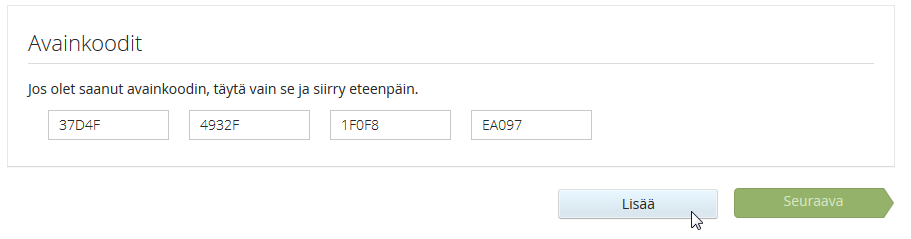 Avainkoodit
Jos olet saanut avainkoodin, täytä vain se ja siirry eteenpäin.
37D4F 4932F 1F0F8 EA097
Lisää Seuraava